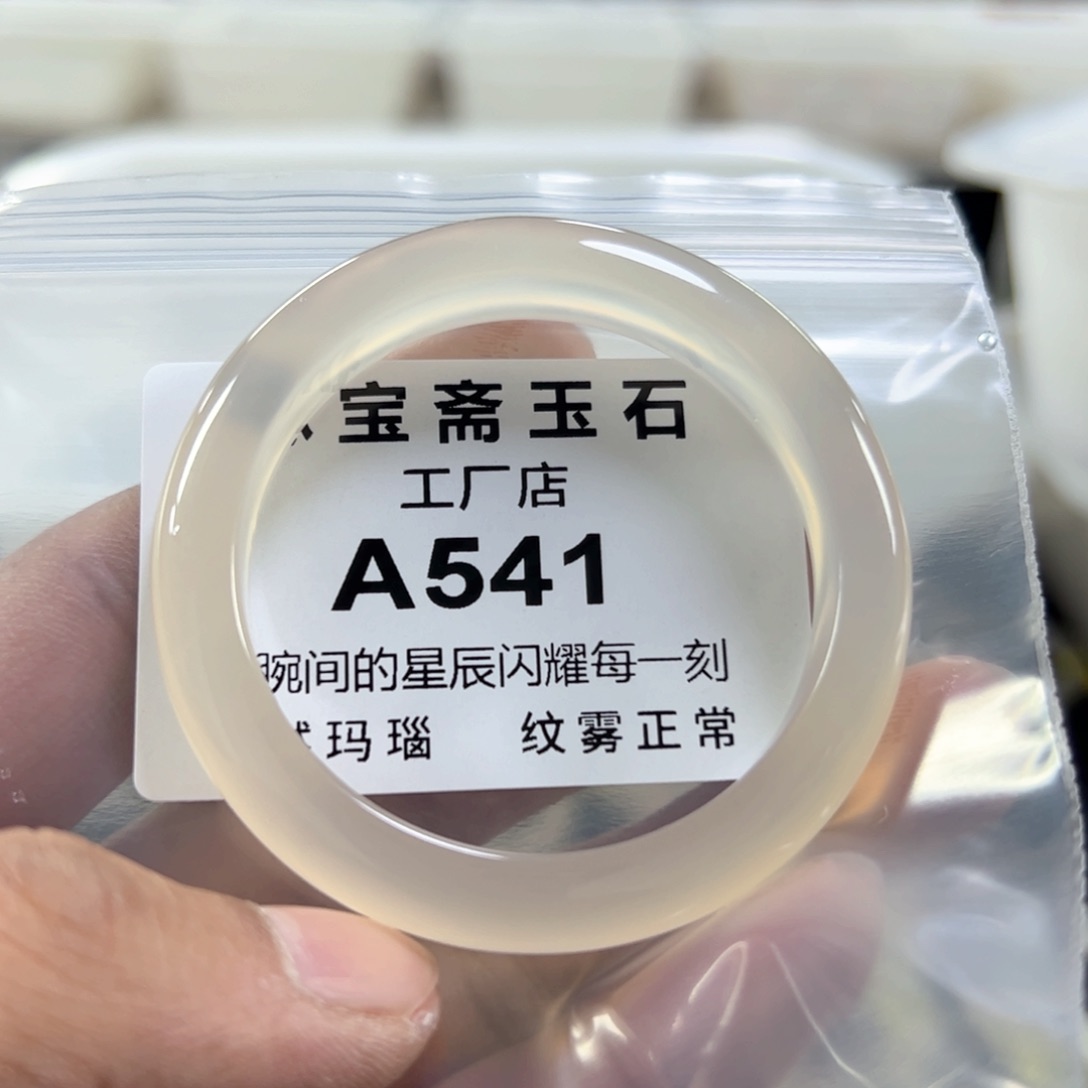 宝斋玉石
工厂店
A541
腕间的星辰闪耀每一刻
玛瑙 纹雾正常